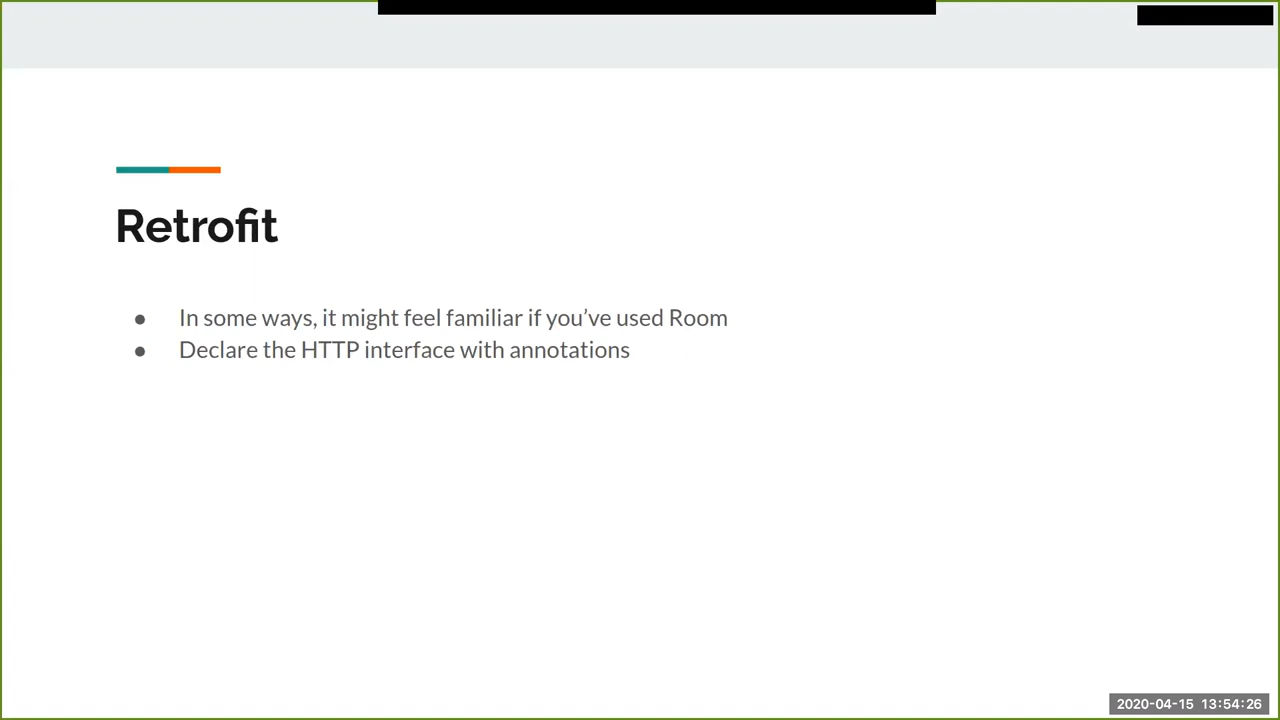 Retrofit
● In some ways, it might feel familiar if you’ve used Room
● Declare the HTTP interface with annotations
2020-04-15 13:54:26